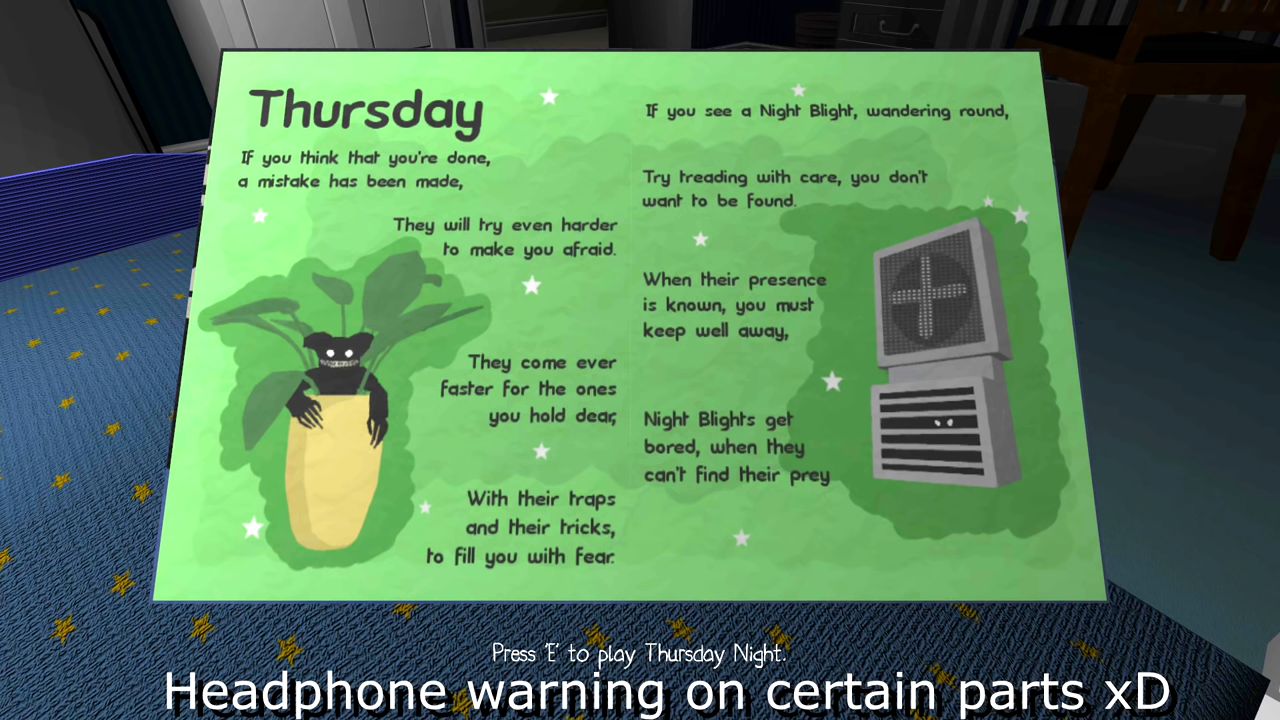 Thursday
If you think that you're done,
a mistake has been made,
They will try even harder
to make you afraid.
They come ever
faster for the ones
you hold dear,
With their traps
and their tricks,
to fill you with fear.
If you see a Night Blight, wandering round,
Try treading with care, you don't
want to be found.
When their presence
is known, you must
keep well away,
Night Blights get
bored, when they
can't find their prey
Press 'E' to play Thursday Night.
Headphone warning on certain parts xD